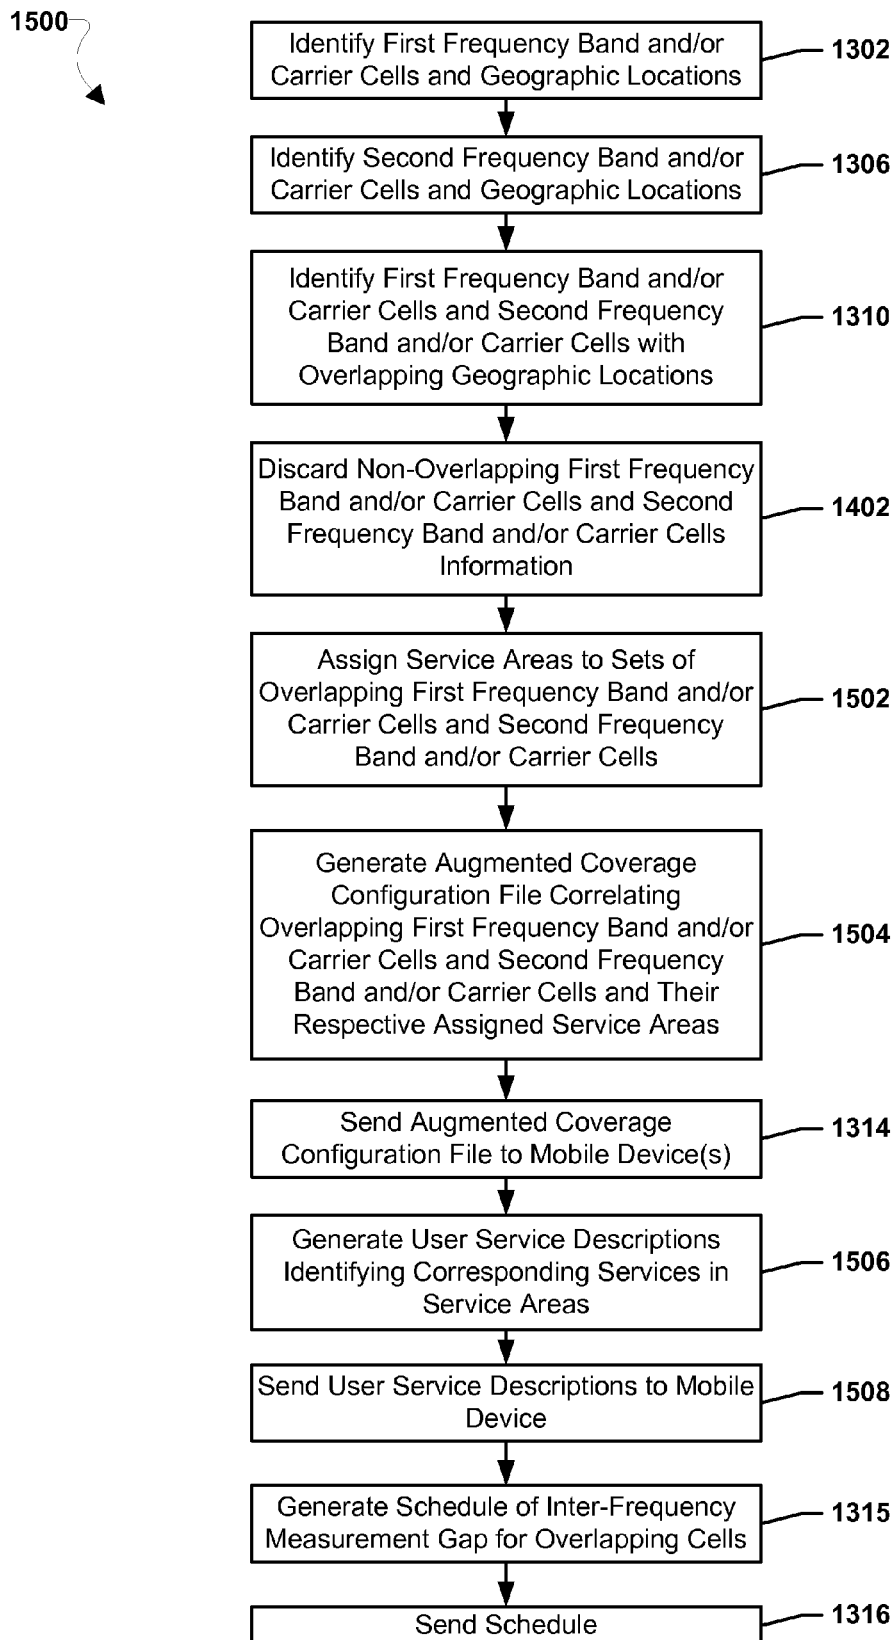 1500
Identify First Frequency Band and/or
Carrier Cells and Geographic Locations
1302
Identify Second Frequency Band and/or
Carrier Cells and Geographic Locations
1306
Identify First Frequency Band and/or
Carrier Cells and Second Frequency
Band and/or Carrier Cells with
Overlapping Geographic Locations
1310
Discard Non-Overlapping First Frequency
Band and/or Carrier Cells and Second
Frequency Band and/or Carrier Cells
Information
1402
Assign Service Areas to Sets of
Overlapping First Frequency Band and/or
Carrier Cells and Second Frequency
Band and/or Carrier Cells
1502
Generate Augmented Coverage
Configuration File Correlating
Overlapping First Frequency Band and/or
Carrier Cells and Second Frequency
Band and/or Carrier Cells and Their
Respective Assigned Service Areas
1504
Send Augmented Coverage
Configuration File to Mobile Device(s)
1314
Generate User Service Descriptions
Identifying Corresponding Services in
Service Areas
1506
Send User Service Descriptions to Mobile
Device
1508
Generate Schedule of Inter-Frequency
Measurement Gap for Overlapping Cells
1315
Send Schedule
1316